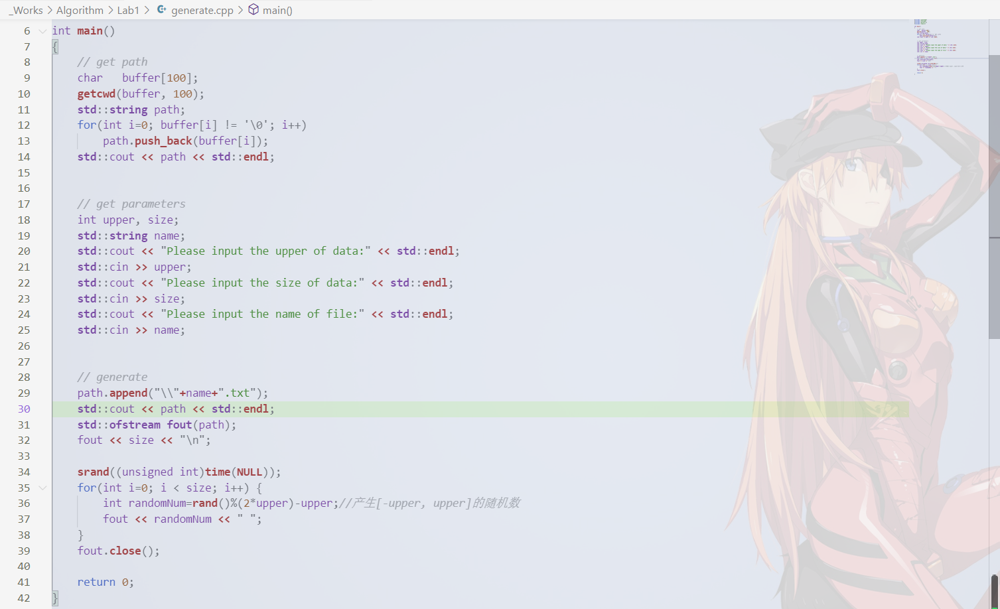 _Works > Algorithm > Lab1 > generate.cpp > main()
6 int main()
7 {
8 // get path
9 char   buffer[100];
10 getcwd(buffer, 100);
11 std::string path;
12 for(int i=0; buffer[i] != '\0'; i++)
13 path.push_back(buffer[i]);
14 std::cout << path << std::endl;
15
16
17 // get parameters
18 int upper, size;
19 std::string name;
20 std::cout << "Please input the upper of data:" << std::endl;
21 std::cin >> upper;
22 std::cout << "Please input the size of data:" << std::endl;
23 std::cin >> size;
24 std::cout << "Please input the name of file:" << std::endl;
25 std::cin >> name;
26
27
28 // generate
29 path.append("\\"+name+".txt");
30 std::cout << path << std::endl;
31 std::ofstream fout(path);
32 fout << size << "\n";
33
34 srand((unsigned int)time(NULL));
35 for(int i=0; i < size; i++) {
36 int randomNum=rand()%(2*upper)-upper;//产生[-upper, upper]的随机数
37 fout << randomNum << " ";
38 }
39 fout.close();
40
41 return 0;
42 }